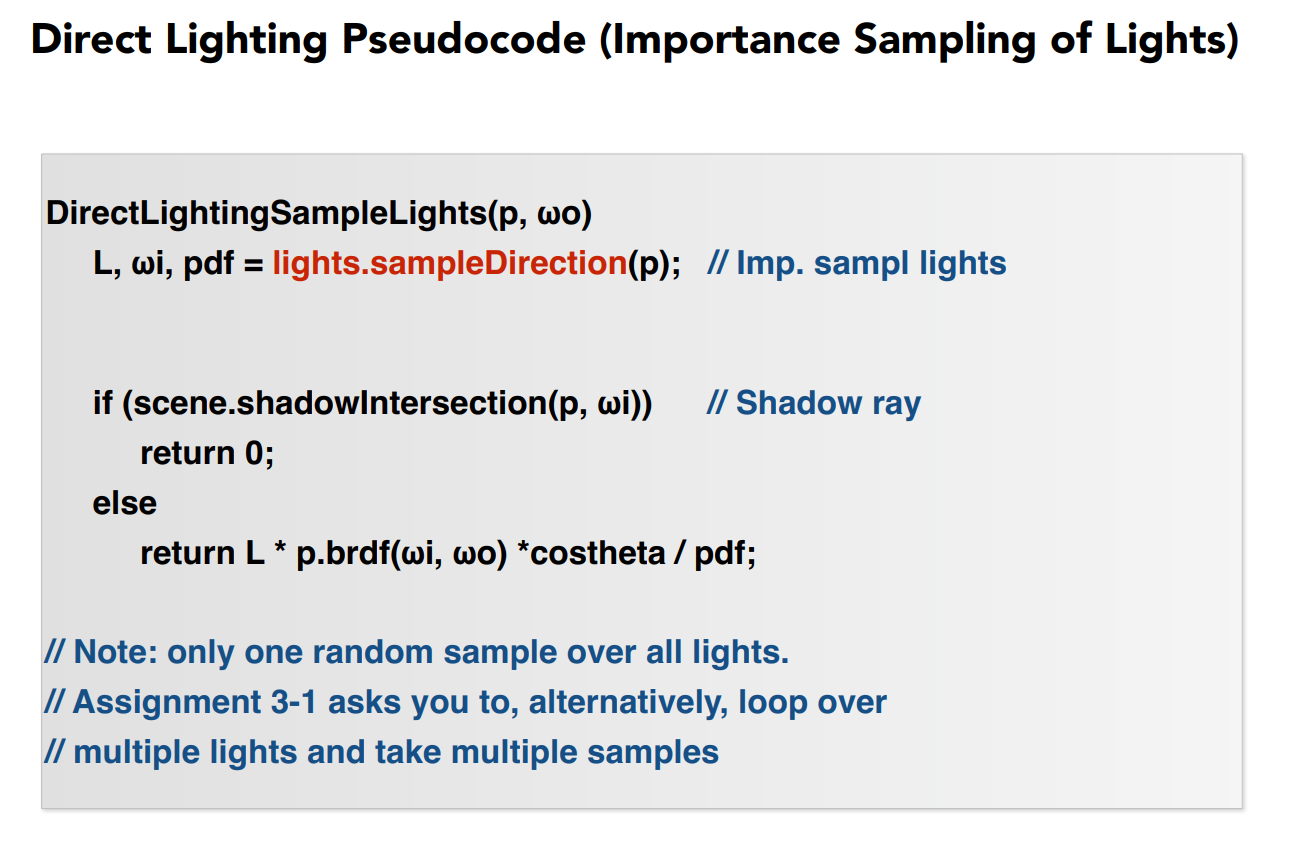 Direct Lighting Pseudocode (Importance Sampling of Lights)
DirectLightingSampleLights(p, ωo)
L, ωi, pdf = lights.sampleDirection(p); // Imp. sampl lights
if (scene.shadowIntersection(p, ωi)) // Shadow ray
return 0;
else
return L * p.brdf(ωi, ωo) *costheta / pdf;
// Note: only one random sample over all lights.
// Assignment 3-1 asks you to, alternatively, loop over
// multiple lights and take multiple samples